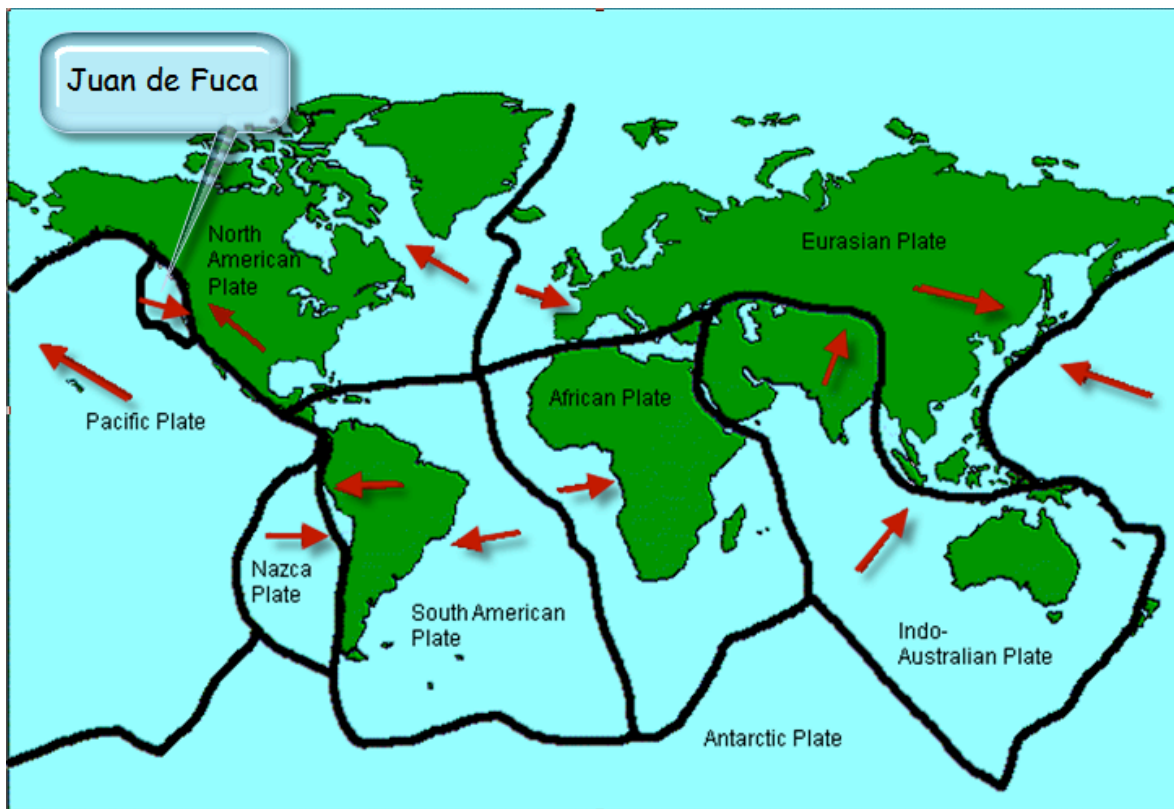 Juan de Fuca
North
American
Plate
Eurasian Plate
African Plate
Pacific Plate
Nazca
Plate
South American
Plate
Indo-
Australian Plate
Antarctic Plate